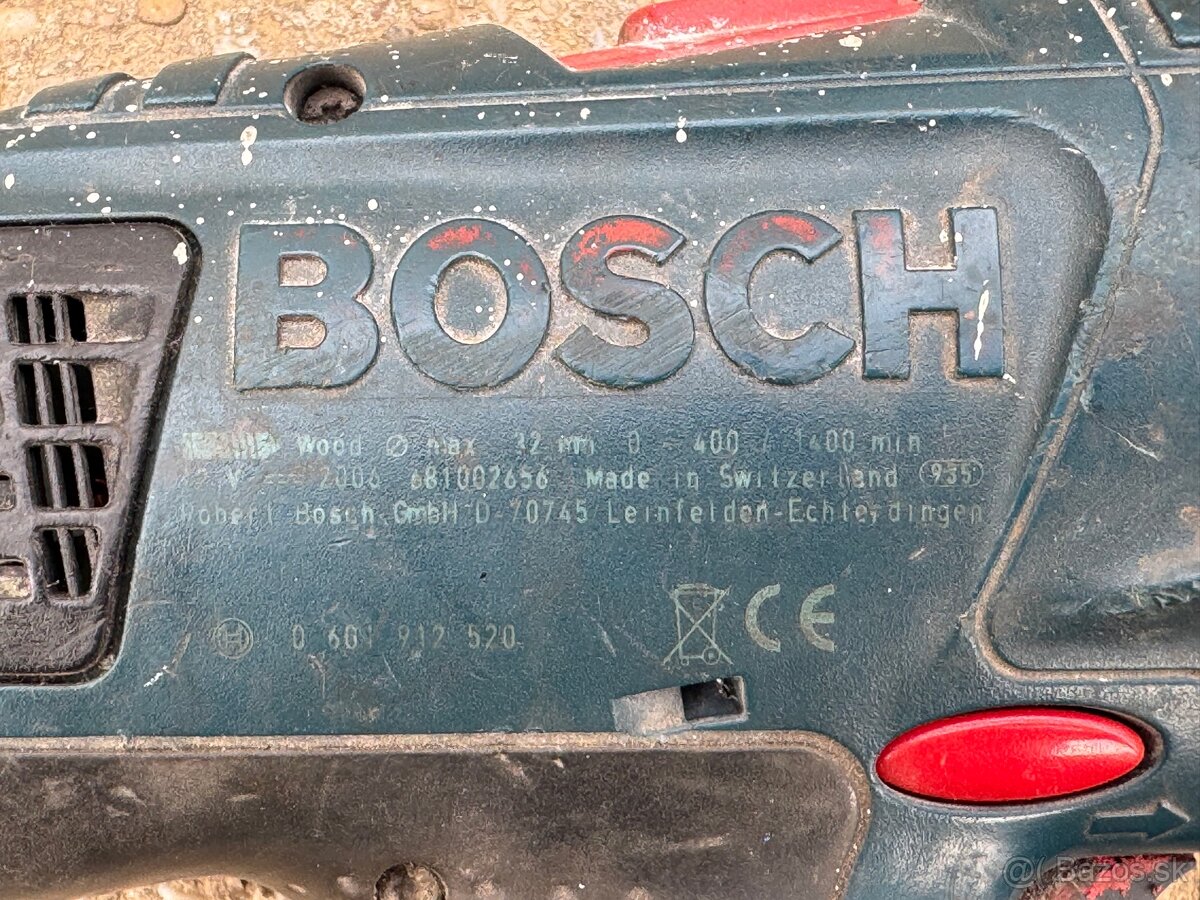 BOSCH
Wood Ø max 32 mm 0 - 400 / 1400 min
V 2006 681002656 Made in Switzerland 935
Robert Bosch GmbH D-70745 Leinfelden-Echterdingen
H 0 601 912 520 CE
Bazos.sk